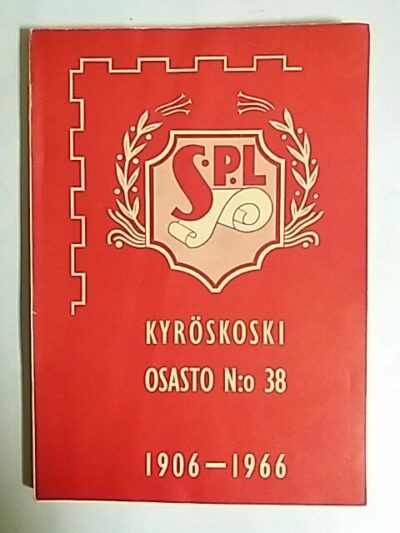 S.P.L
KYRÖSKOSKI
OSASTO N:o 38
1906–1966